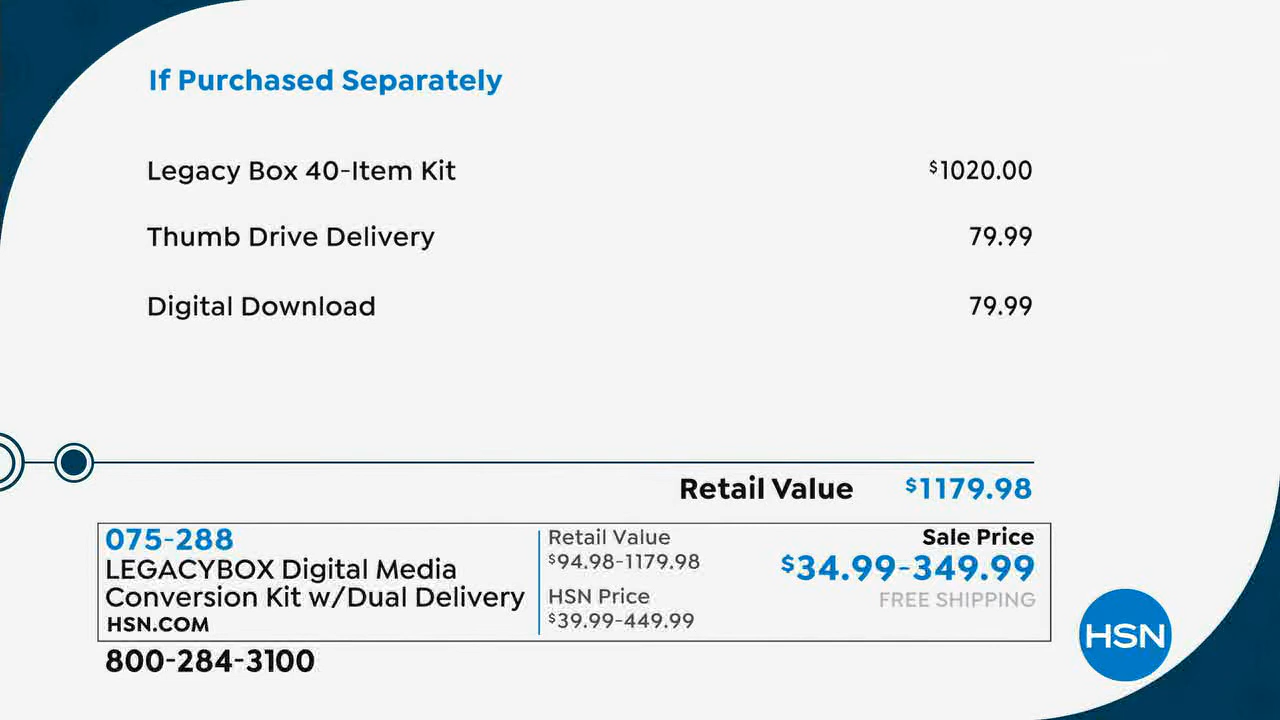 If Purchased Separately
Legacy Box 40-Item Kit $1020.00
Thumb Drive Delivery 79.99
Digital Download 79.99
Retail Value $1179.98
075-288
LEGACYBOX Digital Media
Conversion Kit w/Dual Delivery
HSN.COM
Retail Value
$94.98-1179.98
HSN Price
$39.99-449.99
Sale Price
$34.99-349.99
FREE SHIPPING
800-284-3100
HSN